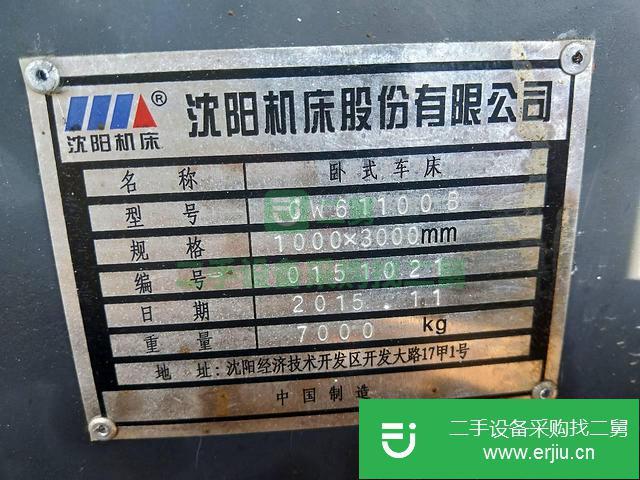 沈阳机床® 沈阳机床股份有限公司
名称 卧式车床
型号 CW61100B
规格 1000×3000mm
编号 0151021
日期 2015.11
重量 7000 kg
地址: 沈阳经济技术开发区开发大路17甲1号
中国制造
二手设备采购找二舅
www.erjiu.cn